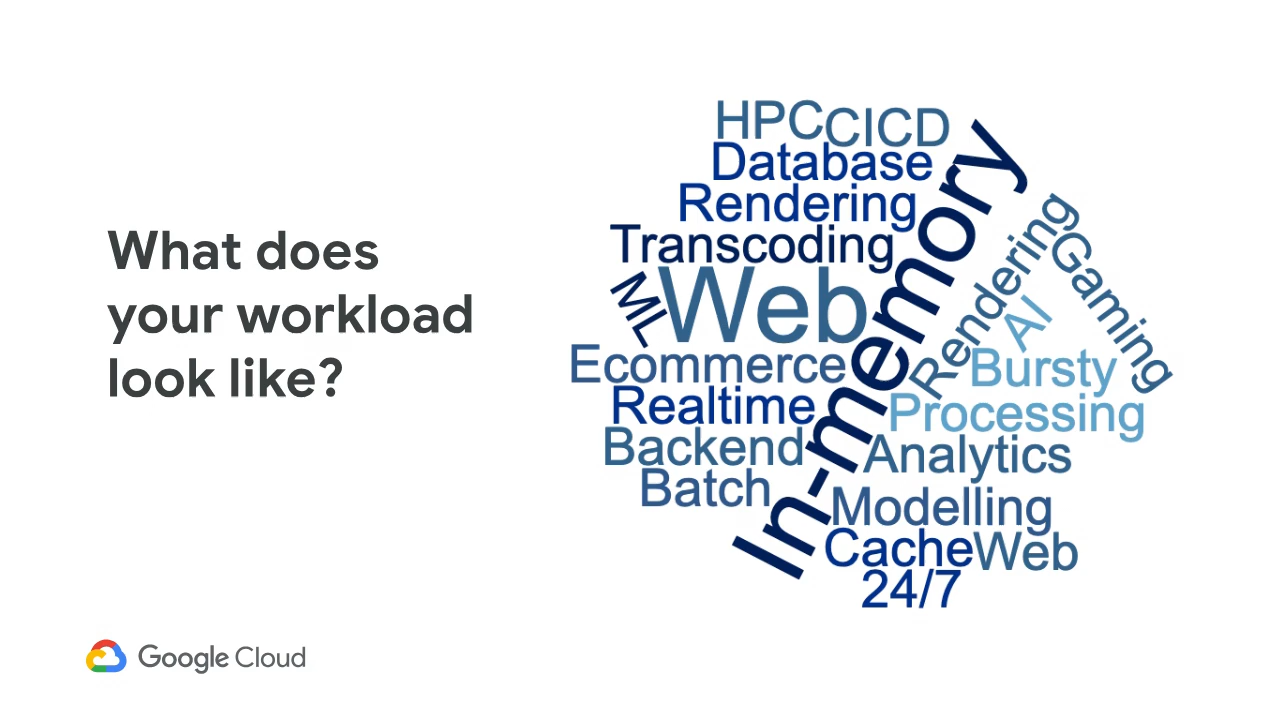 What does
your workload
look like?
HPC
CICD
Database
Rendering
Transcoding
ML
Web
In-memory
Rendering
Gaming
AI
Ecommerce
Bursty
Realtime
Processing
Backend
Analytics
Batch
Modelling
Cache
Web
24/7
Google Cloud